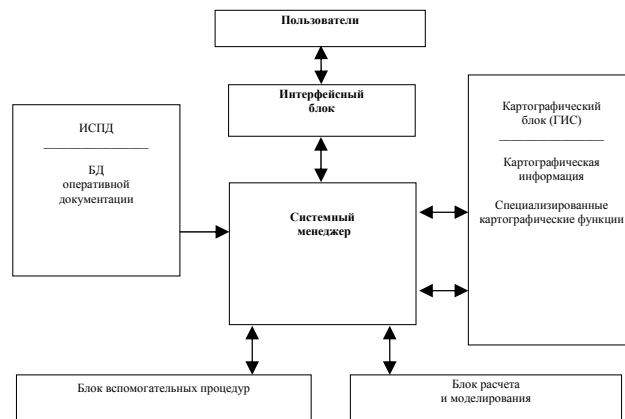 Пользователи
Интерфейсный
блок
ИСПД
БД
оперативной
документации
Системный
менеджер
Картографический
блок (ГИС)
Картографическая
информация
Специализированные
картографические функции
Блок вспомогательных процедур
Блок расчета
и моделирования